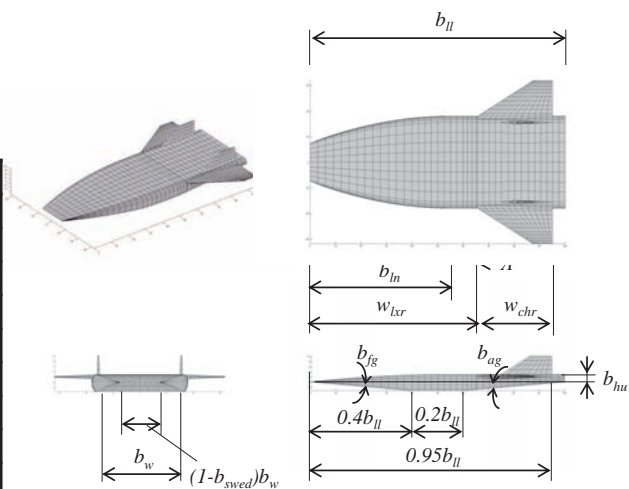 b_ll
b_ln
w_lxr
w_chr
b_fg
b_ag
b_hu
0.4b_ll
0.2b_ll
0.95b_ll
b_w
(1-b_swed)b_w